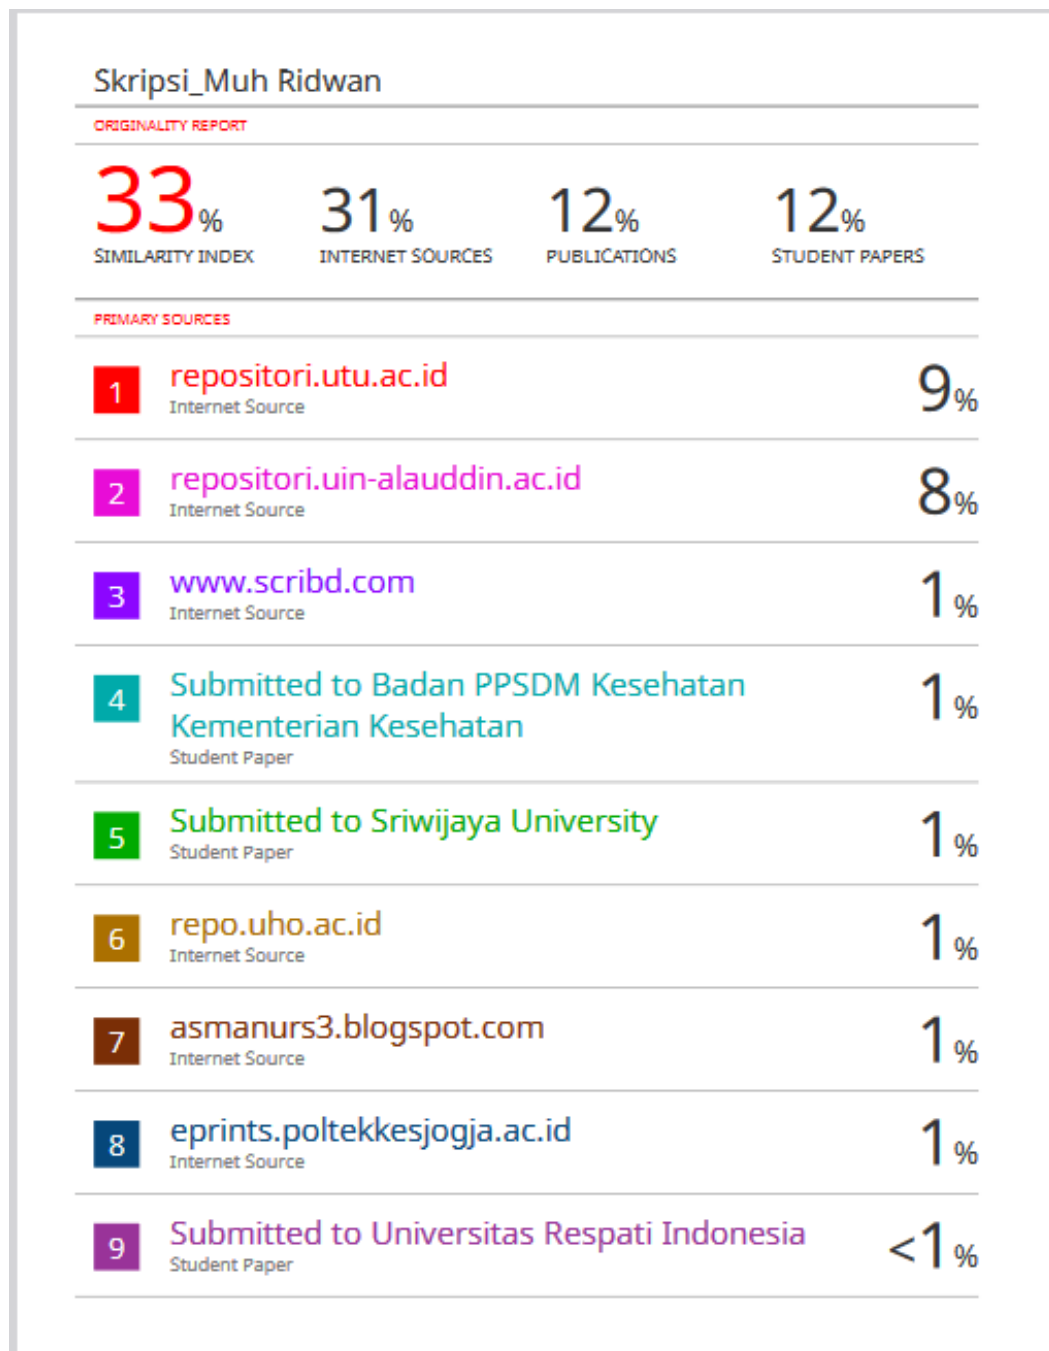 Skripsi_Muh Ridwan
ORIGINALITY REPORT
33% 31% 12% 12%
SIMILARITY INDEX INTERNET SOURCES PUBLICATIONS STUDENT PAPERS
PRIMARY SOURCES
1 repositori.utu.ac.id 9%
Internet Source
2 repositori.uin-alauddin.ac.id 8%
Internet Source
3 www.scribd.com 1%
Internet Source
4 Submitted to Badan PPSDM Kesehatan 1%
Kementerian Kesehatan
Student Paper
5 Submitted to Sriwijaya University 1%
Student Paper
6 repo.uho.ac.id 1%
Internet Source
7 asmanurs3.blogspot.com 1%
Internet Source
8 eprints.poltekkesjogja.ac.id 1%
Internet Source
9 Submitted to Universitas Respati Indonesia <1%
Student Paper